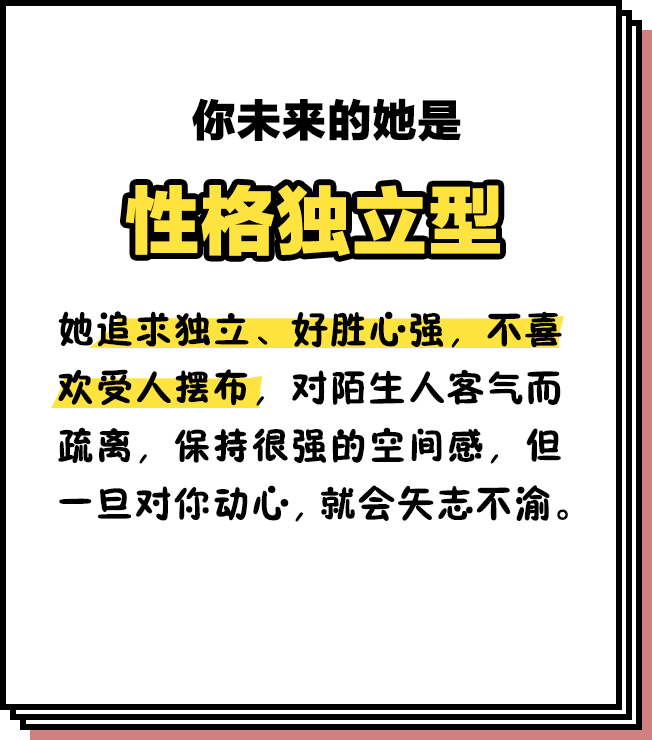 你未来的她是
性格独立型
她追求独立、好胜心强，不喜
欢受人摆布，对陌生人客气而
疏离，保持很强的空间感，但
一旦对你动心，就会矢志不渝。